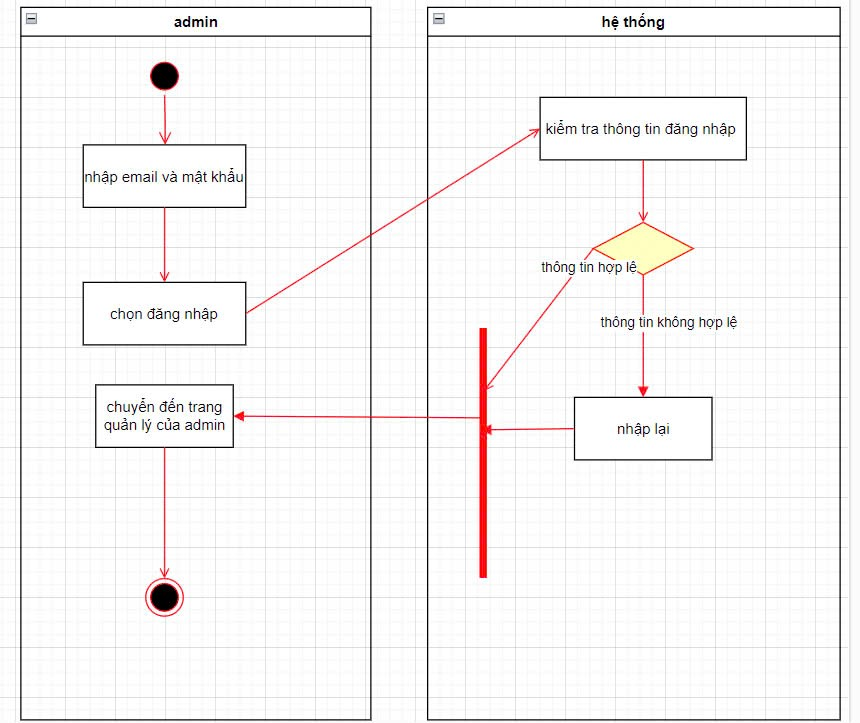 admin
nhập email và mật khẩu
chọn đăng nhập
chuyển đến trang
quản lý của admin
hệ thống
kiểm tra thông tin đăng nhập
thông tin hợp lệ
thông tin không hợp lệ
nhập lại